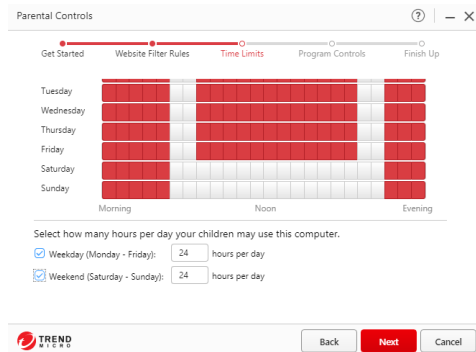 Parental Controls
Get Started Website Filter Rules Time Limits Program Controls Finish Up
Tuesday
Wednesday
Thursday
Friday
Saturday
Sunday
Morning Noon Evening
Select how many hours per day your children may use this computer.
Weekday (Monday - Friday): 24 hours per day
Weekend (Saturday - Sunday): 24 hours per day
TREND MICRO Back Next Cancel